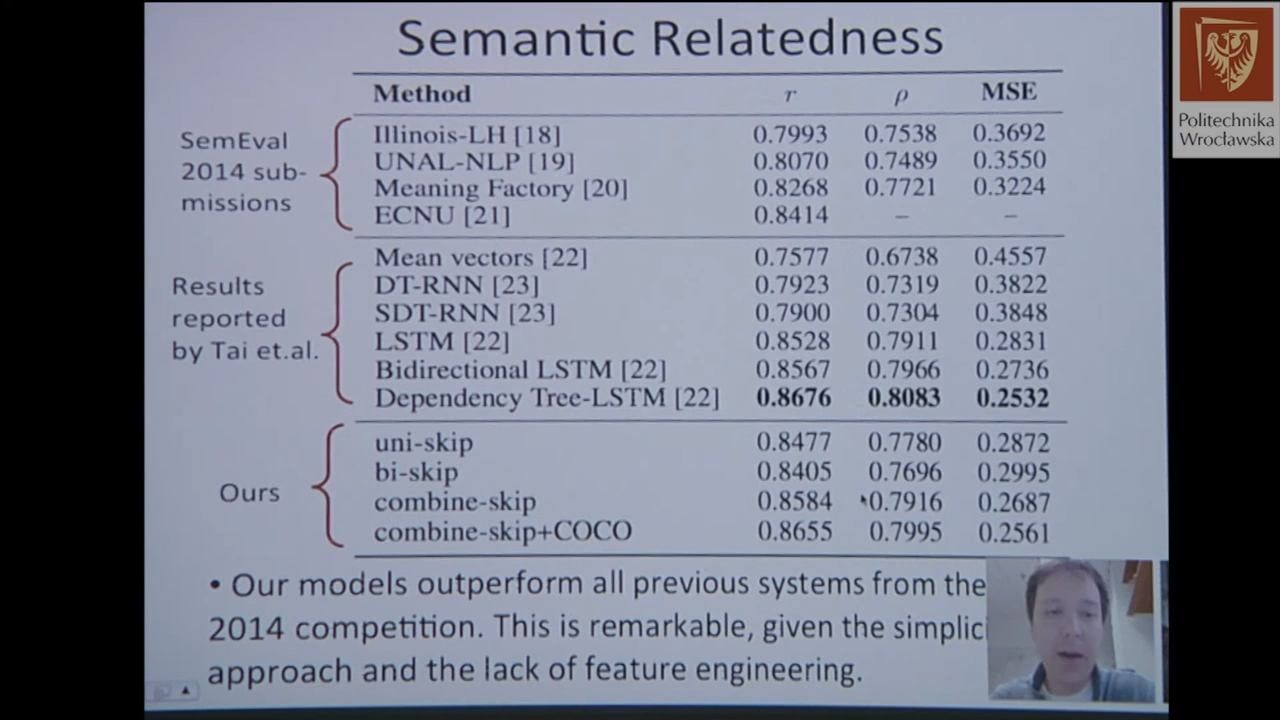 Semantic Relatedness
Method r ρ MSE
SemEval
2014 sub-
missions
Illinois-LH [18] 0.7993 0.7538 0.3692
UNAL-NLP [19] 0.8070 0.7489 0.3550
Meaning Factory [20] 0.8268 0.7721 0.3224
ECNU [21] 0.8414 – –
Results
reported
by Tai et.al.
Mean vectors [22] 0.7577 0.6738 0.4557
DT-RNN [23] 0.7923 0.7319 0.3822
SDT-RNN [23] 0.7900 0.7304 0.3848
LSTM [22] 0.8528 0.7911 0.2831
Bidirectional LSTM [22] 0.8567 0.7966 0.2736
Dependency Tree-LSTM [22] 0.8676 0.8083 0.2532
Ours
uni-skip 0.8477 0.7780 0.2872
bi-skip 0.8405 0.7696 0.2995
combine-skip 0.8584 0.7916 0.2687
combine-skip+COCO 0.8655 0.7995 0.2561
• Our models outperform all previous systems from the
2014 competition. This is remarkable, given the
approach and the lack of feature engineering.
Politechnika
Wrocławska